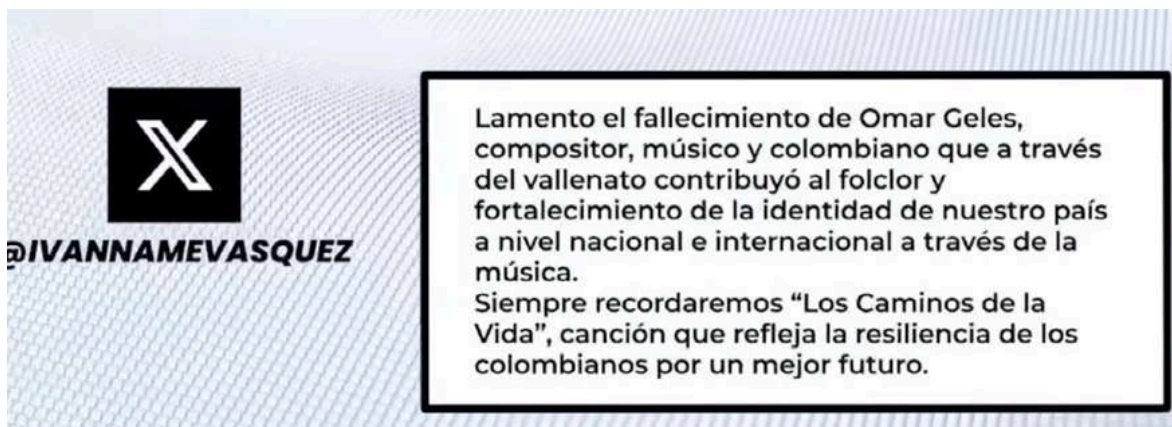 X
@IVANNAMEVASQUEZ
Lamento el fallecimiento de Omar Geles,
compositor, músico y colombiano que a través
del vallenato contribuyó al folclor y
fortalecimiento de la identidad de nuestro país
a nivel nacional e internacional a través de la
música.
Siempre recordaremos “Los Caminos de la
Vida”, canción que refleja la resiliencia de los
colombianos por un mejor futuro.